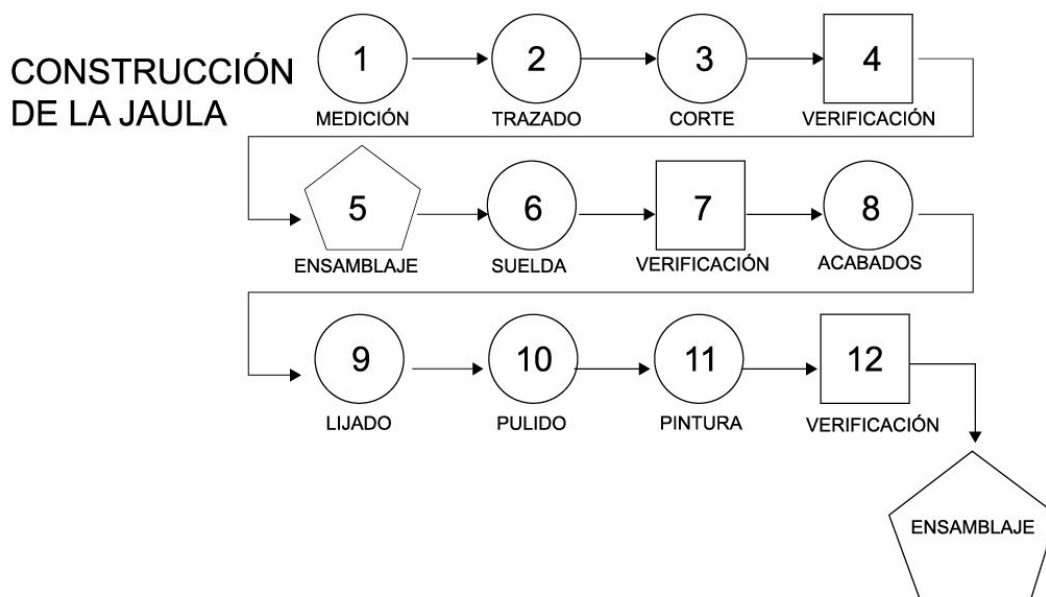 CONSTRUCCIÓN
DE LA JAULA
1
2
3
4
MEDICIÓN
TRAZADO
CORTE
VERIFICACIÓN
5
6
7
8
ENSAMBLAJE
SUELDA
VERIFICACIÓN
ACABADOS
9
10
11
12
LIJADO
PULIDO
PINTURA
VERIFICACIÓN
ENSAMBLAJE